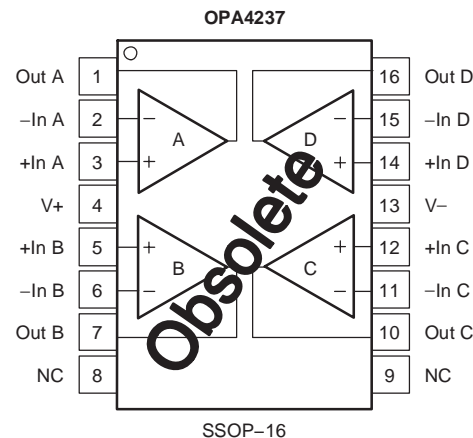 OPA4237
Out A 1 16 Out D
−In A 2 − − 15 −In D
A D
+In A 3 + + 14 +In D
V+ 4 13 V−
+In B 5 + + 12 +In C
B C
−In B 6 − − 11 −In C
Out B 7 10 Out C
NC 8 9 NC
Obsolete
SSOP−16